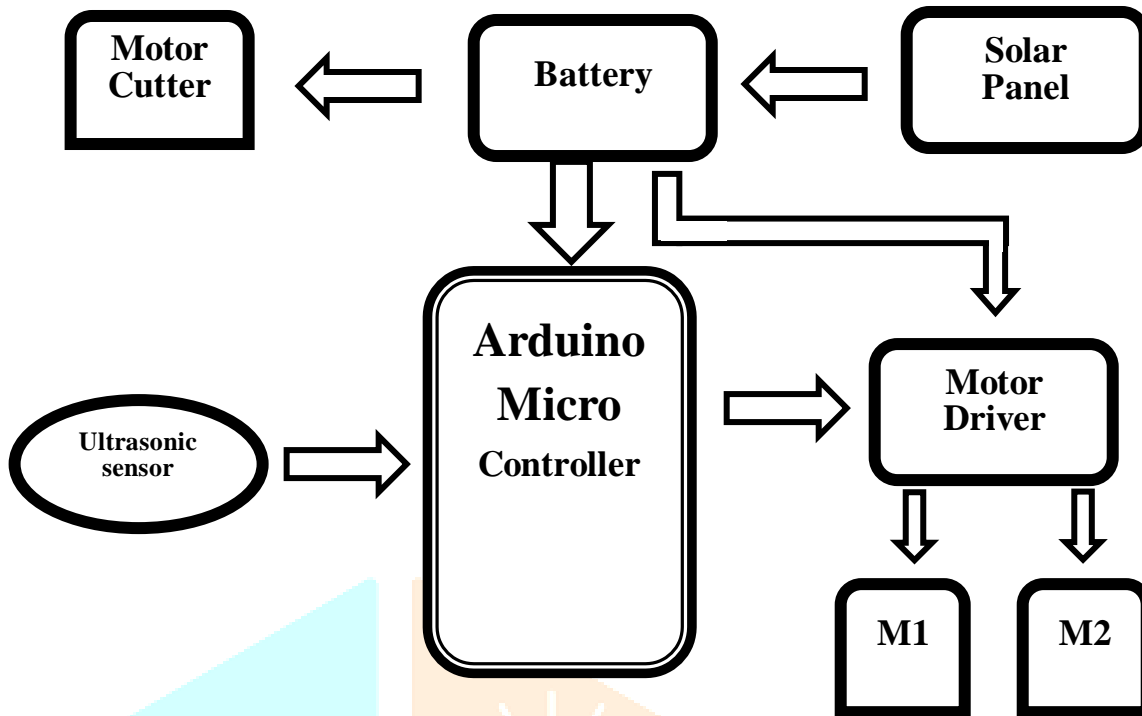 Motor
Cutter
Battery
Solar
Panel
Arduino
Micro
Controller
Ultrasonic
sensor
Motor
Driver
M1
M2